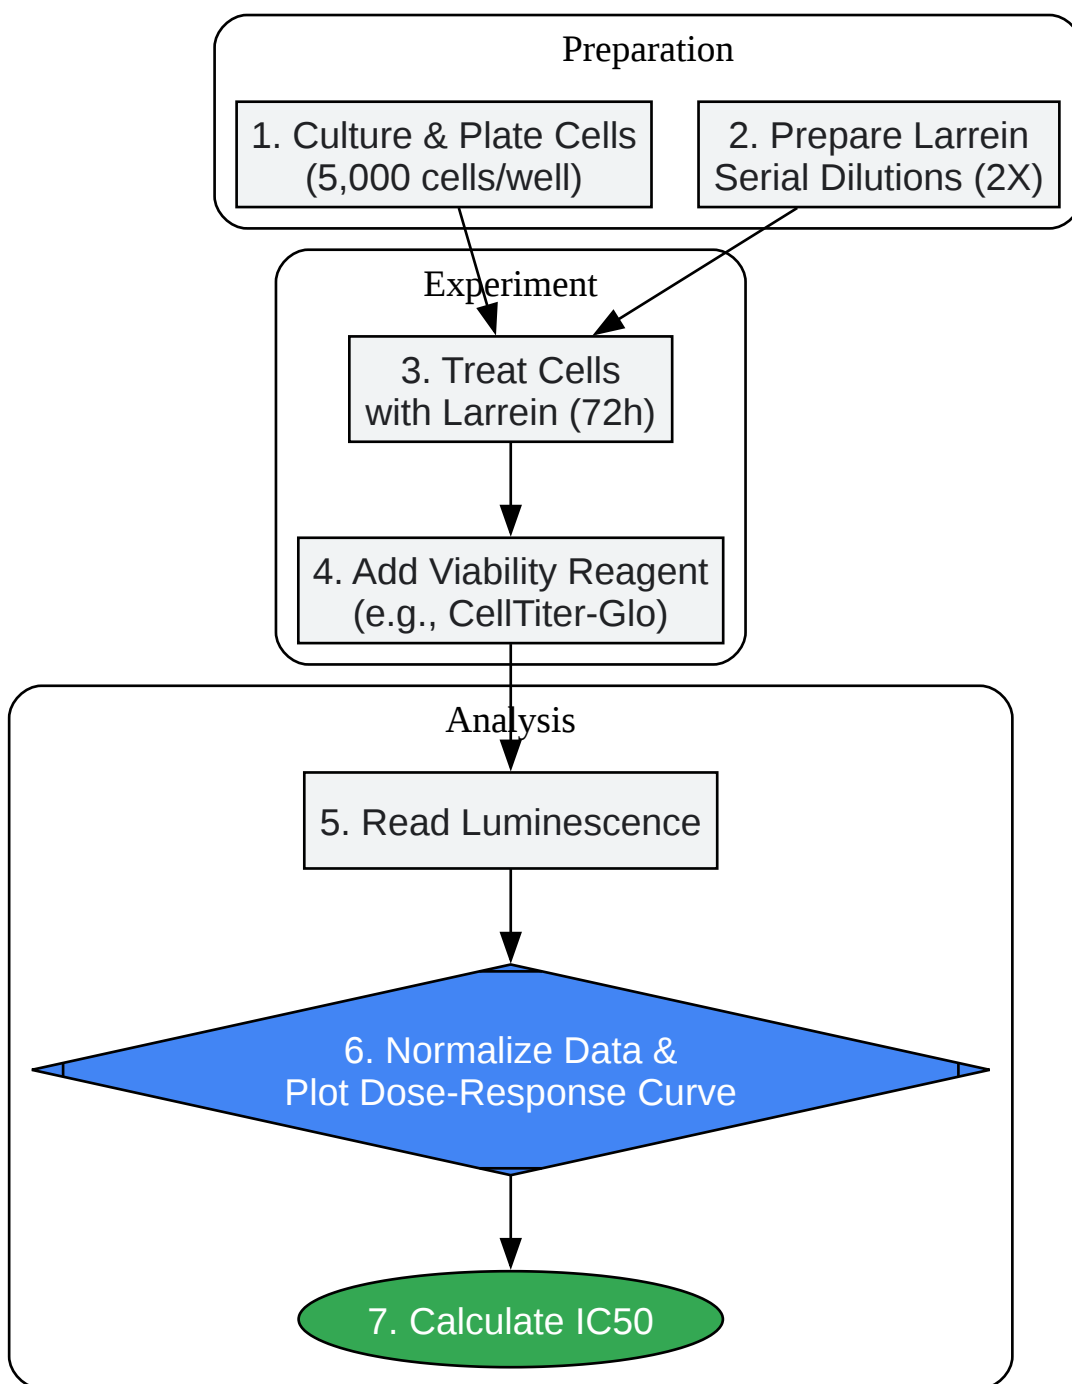 Preparation
1. Culture & Plate Cells
(5,000 cells/well)
2. Prepare Larrein
Serial Dilutions (2X)
Experiment
3. Treat Cells
with Larrein (72h)
4. Add Viability Reagent
(e.g., CellTiter-Glo)
Analysis
5. Read Luminescence
6. Normalize Data &
Plot Dose-Response Curve
7. Calculate IC50